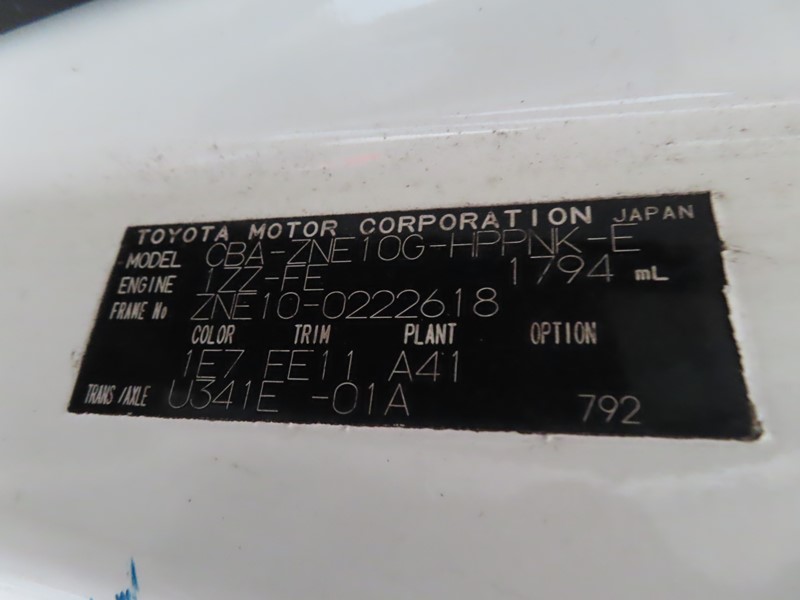 TOYOTA MOTOR CORPORATION JAPAN
MODEL CBA-ZNE10G-HPPNK-E
ENGINE 1ZZ-FE 1794 mL
FRAME No ZNE10-0222618
COLOR TRIM PLANT OPTION
1E7 FE11 A41
TRANS/AXLE U341E -01A 792